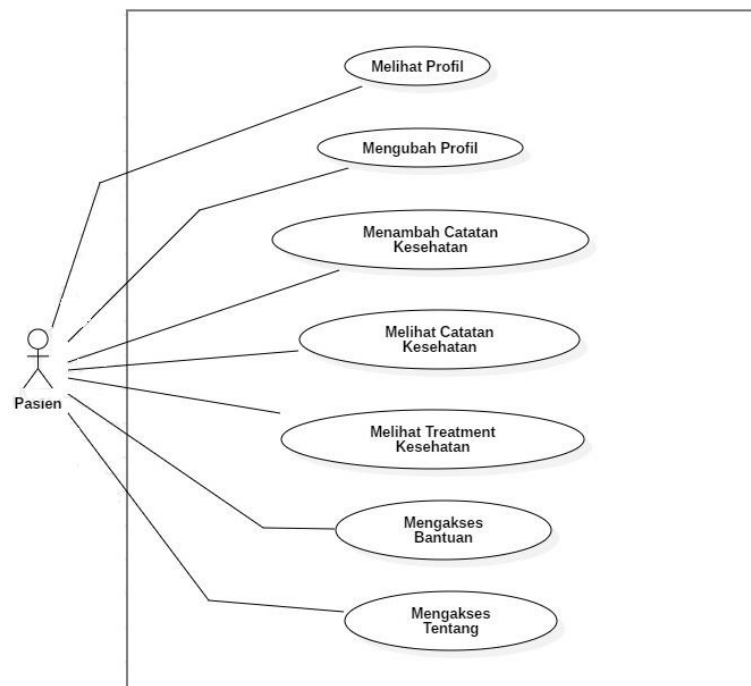 Melihat Profil
Mengubah Profil
Menambah Catatan
Kesehatan
Melihat Catatan
Kesehatan
Pasien
Melihat Treatment
Kesehatan
Mengakses
Bantuan
Mengakses
Tentang